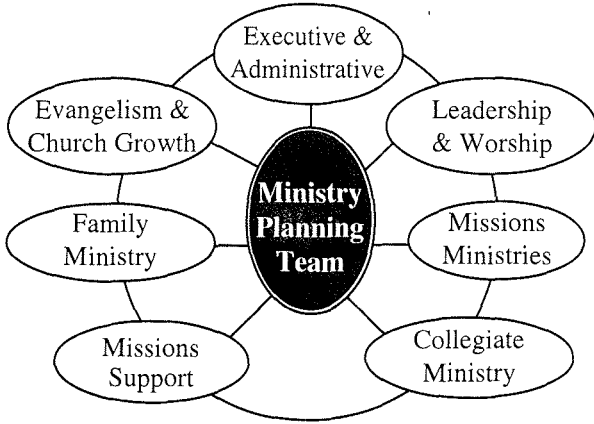 Executive &
Administrative
Evangelism &
Church Growth
Leadership
& Worship
Ministry
Planning
Team
Family
Ministry
Missions
Ministries
Missions
Support
Collegiate
Ministry